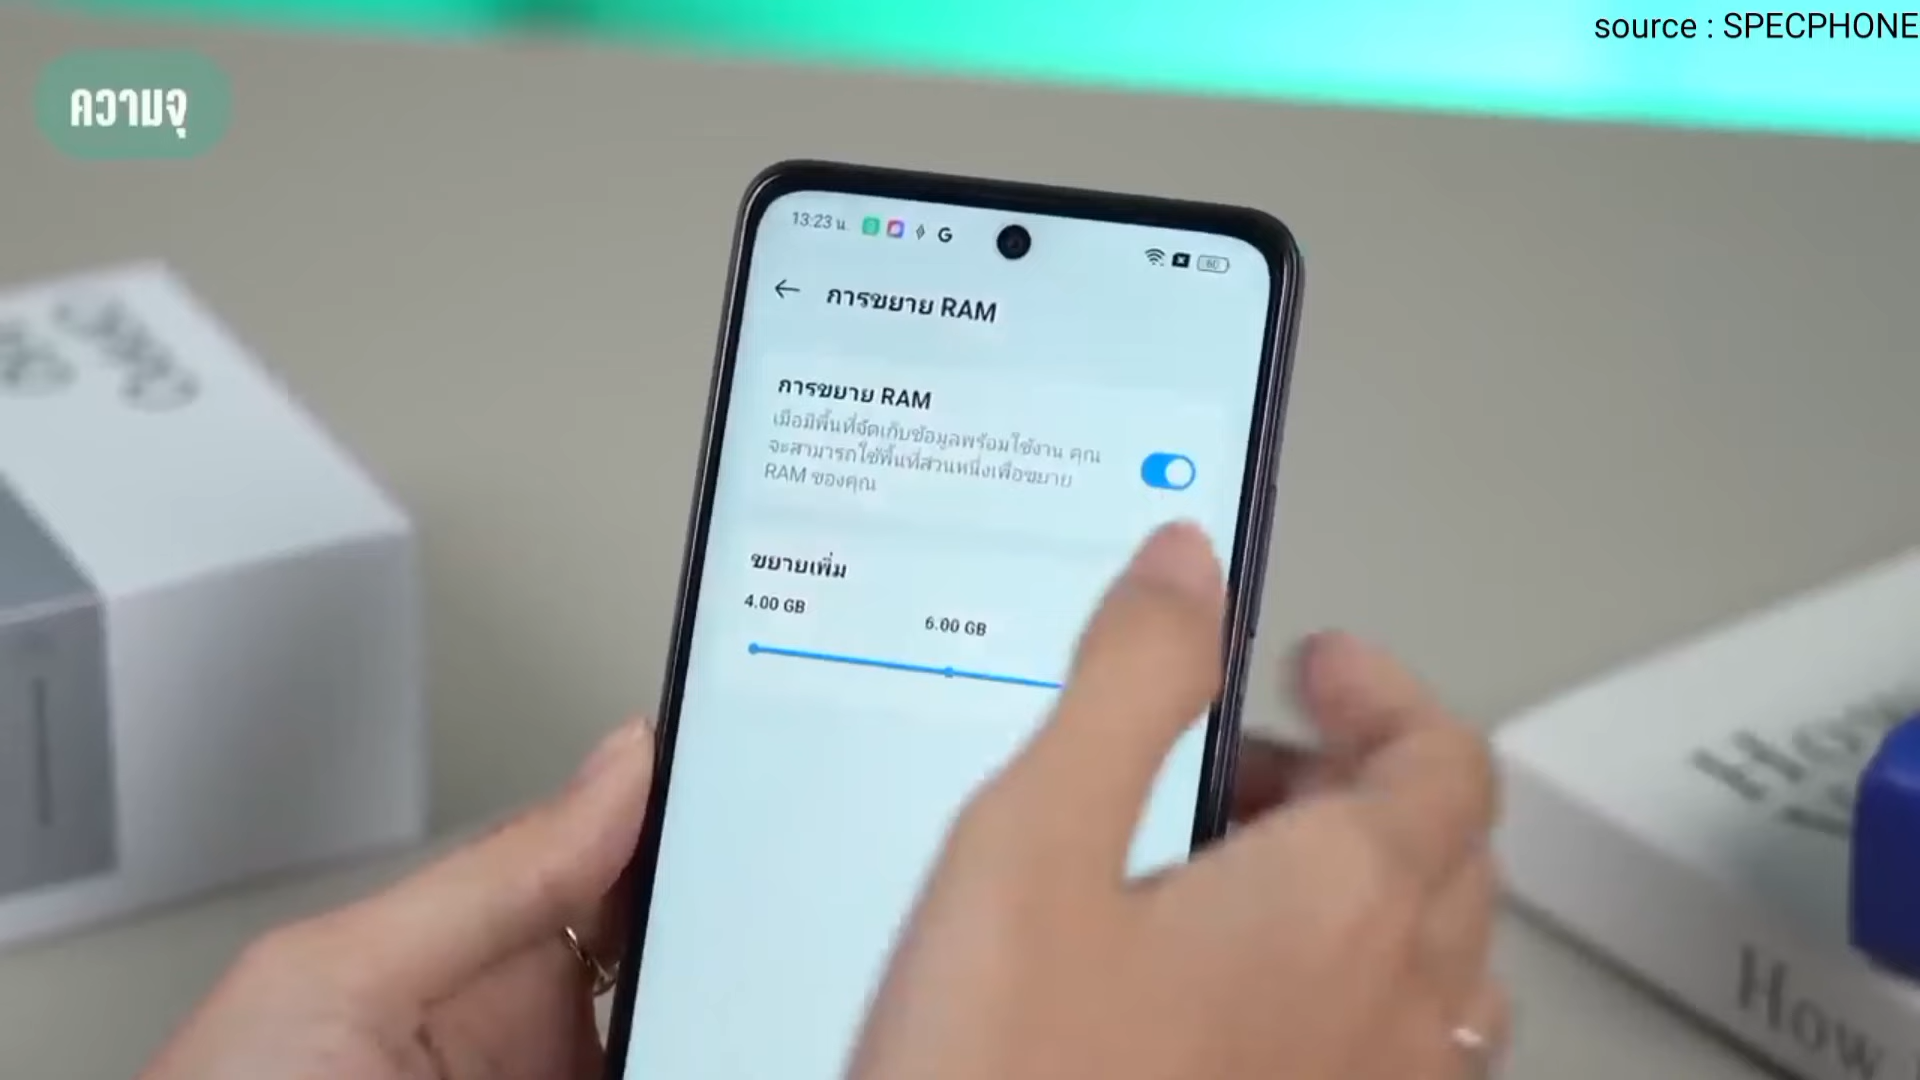 source : SPECPHONE
ความจุ
13:23 น.
60
การขยาย RAM
การขยาย RAM
เมื่อมีพื้นที่จัดเก็บข้อมูลพร้อมใช้งาน คุณ
จะสามารถใช้พื้นที่ส่วนหนึ่งเพื่อขยาย
RAM ของคุณ
ขยายเพิ่ม
4.00 GB
6.00 GB
How